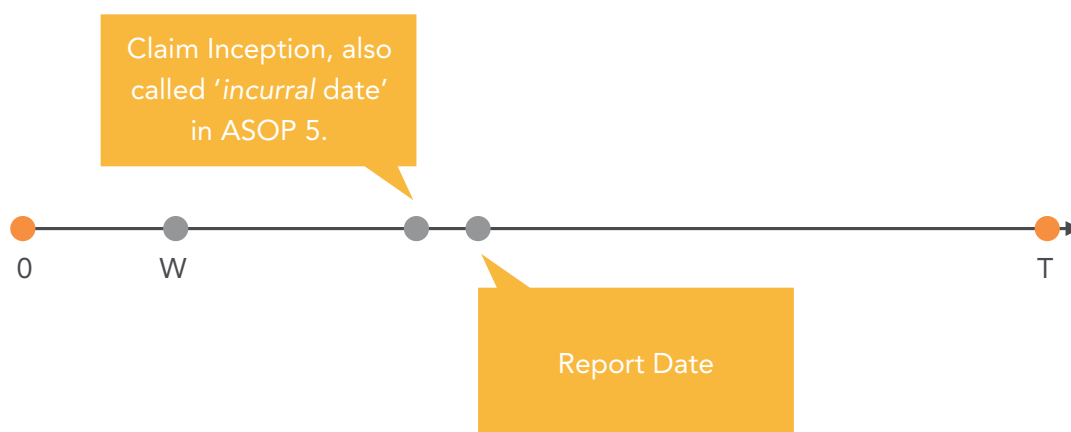 Claim Inception, also
called ‘incurral date’
in ASOP 5.
0
W
T
Report Date